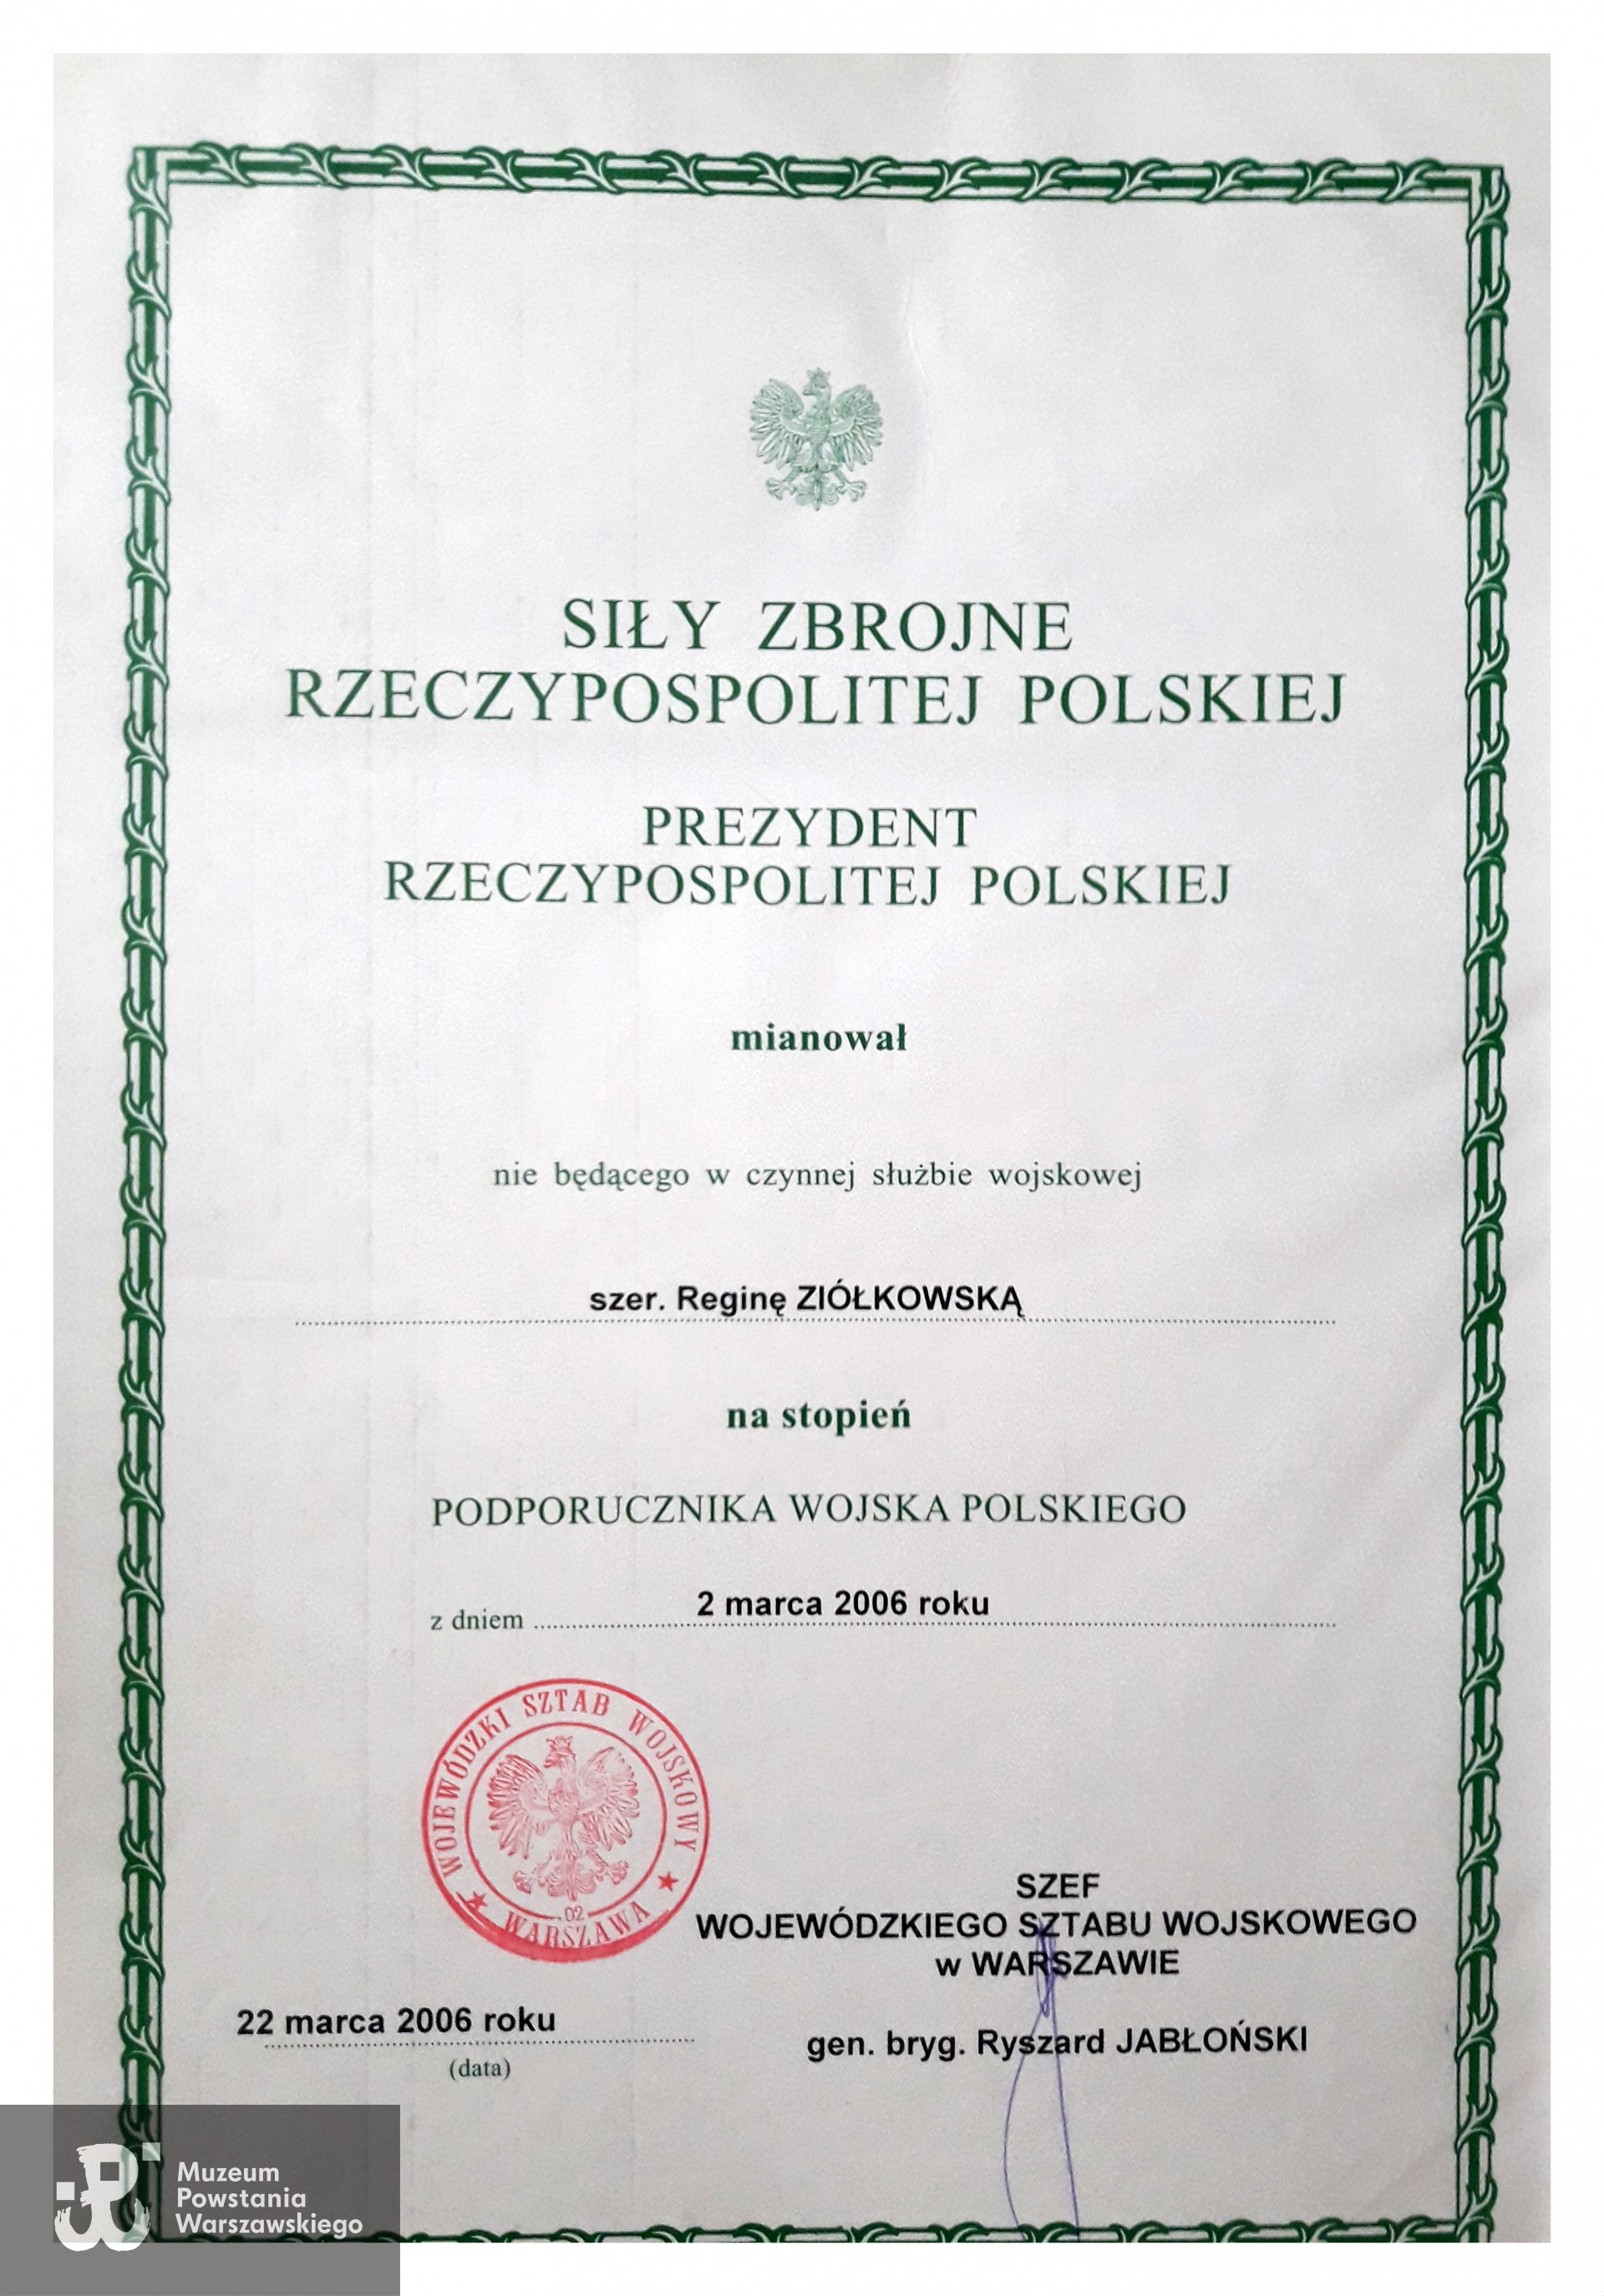 SIŁY ZBROJNE
RZECZYPOSPOLITEJ POLSKIEJ
PREZYDENT
RZECZYPOSPOLITEJ POLSKIEJ
mianował
nie będącego w czynnej służbie wojskowej
szer. Reginę ZIÓŁKOWSKĄ
na stopień
PODPORUCZNIKA WOJSKA POLSKIEGO
z dniem 2 marca 2006 roku
WOJEWÓDZKI SZTAB WOJSKOWY
02
WARSZAWA
SZEF
WOJEWÓDZKIEGO SZTABU WOJSKOWEGO
w WARSZAWIE
gen. bryg. Ryszard JABŁOŃSKI
22 marca 2006 roku
(data)
Muzeum
Powstania
Warszawskiego